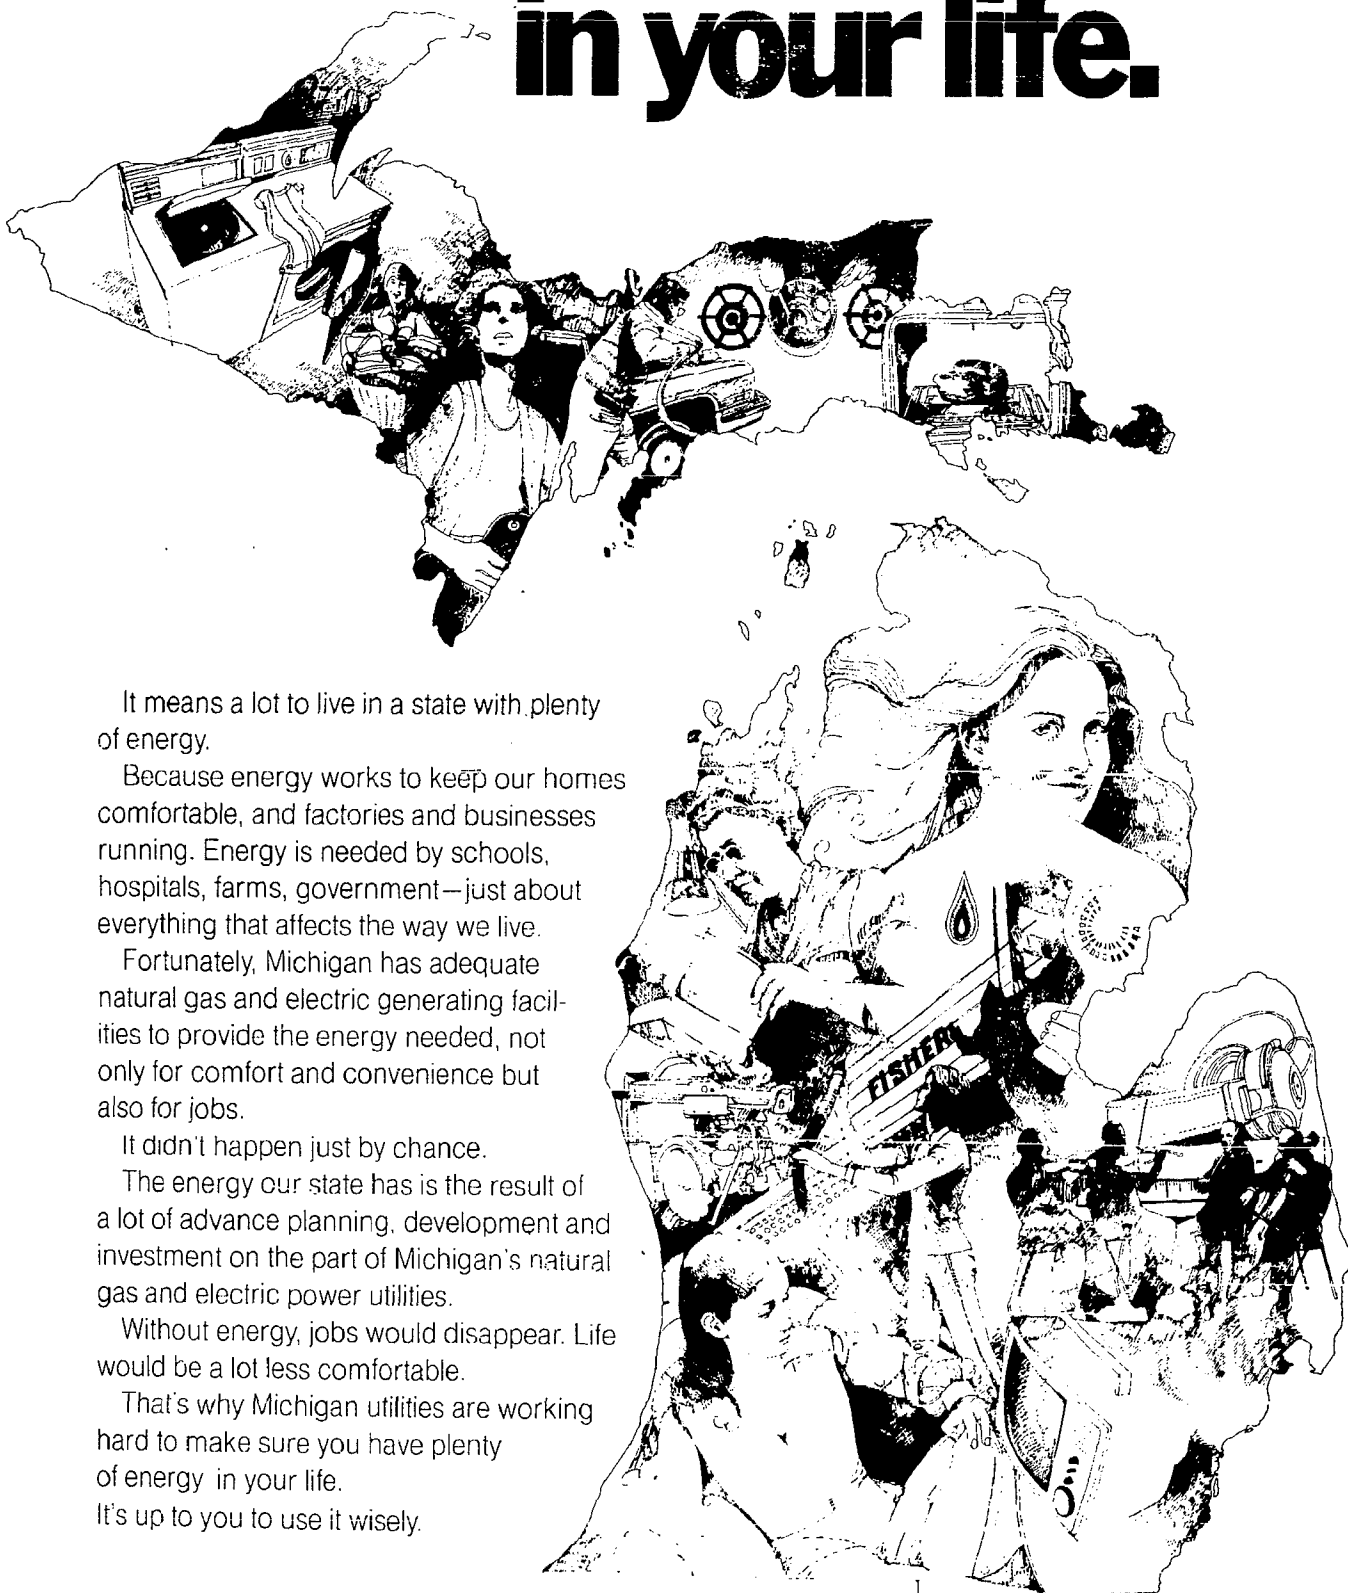 in your life.
It means a lot to live in a state with plenty
of energy.
Because energy works to keep our homes
comfortable, and factories and businesses
running. Energy is needed by schools,
hospitals, farms, government—just about
everything that affects the way we live.
Fortunately, Michigan has adequate
natural gas and electric generating facil-
ities to provide the energy needed, not
only for comfort and convenience but
also for jobs.
It didn't happen just by chance.
The energy our state has is the result of
a lot of advance planning, development and
investment on the part of Michigan's natural
gas and electric power utilities.
Without energy, jobs would disappear. Life
would be a lot less comfortable.
That's why Michigan utilities are working
hard to make sure you have plenty
of energy in your life.
It's up to you to use it wisely.
FISHER